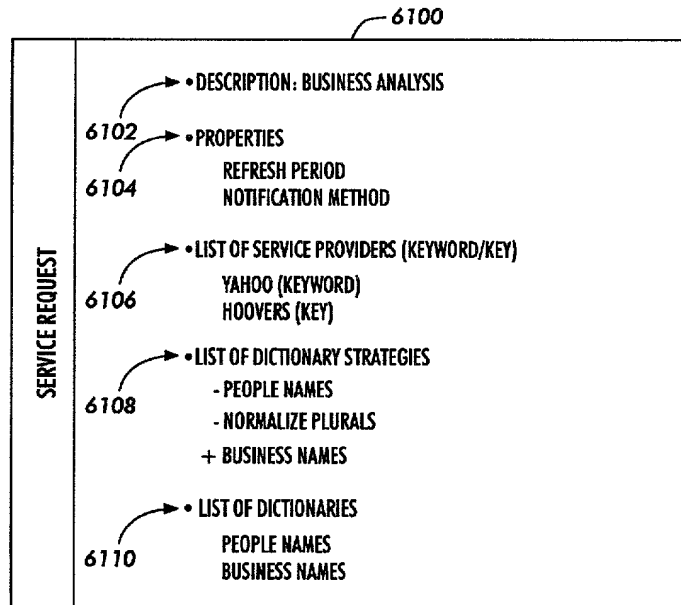 6100
SERVICE REQUEST
6102
• DESCRIPTION: BUSINESS ANALYSIS
6104
• PROPERTIES
REFRESH PERIOD
NOTIFICATION METHOD
6106
• LIST OF SERVICE PROVIDERS (KEYWORD/KEY)
YAHOO (KEYWORD)
HOOVERS (KEY)
6108
• LIST OF DICTIONARY STRATEGIES
- PEOPLE NAMES
- NORMALIZE PLURALS
+ BUSINESS NAMES
6110
• LIST OF DICTIONARIES
PEOPLE NAMES
BUSINESS NAMES